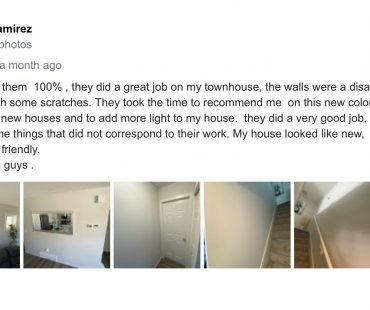 amirez
photos
a month ago
them 100% , they did a great job on my townhouse, the walls were a disa
h some scratches. They took the time to recommend me on this new color
new houses and to add more light to my house. they did a very good job,
ne things that did not correspond to their work. My house looked like new,
friendly.
guys .